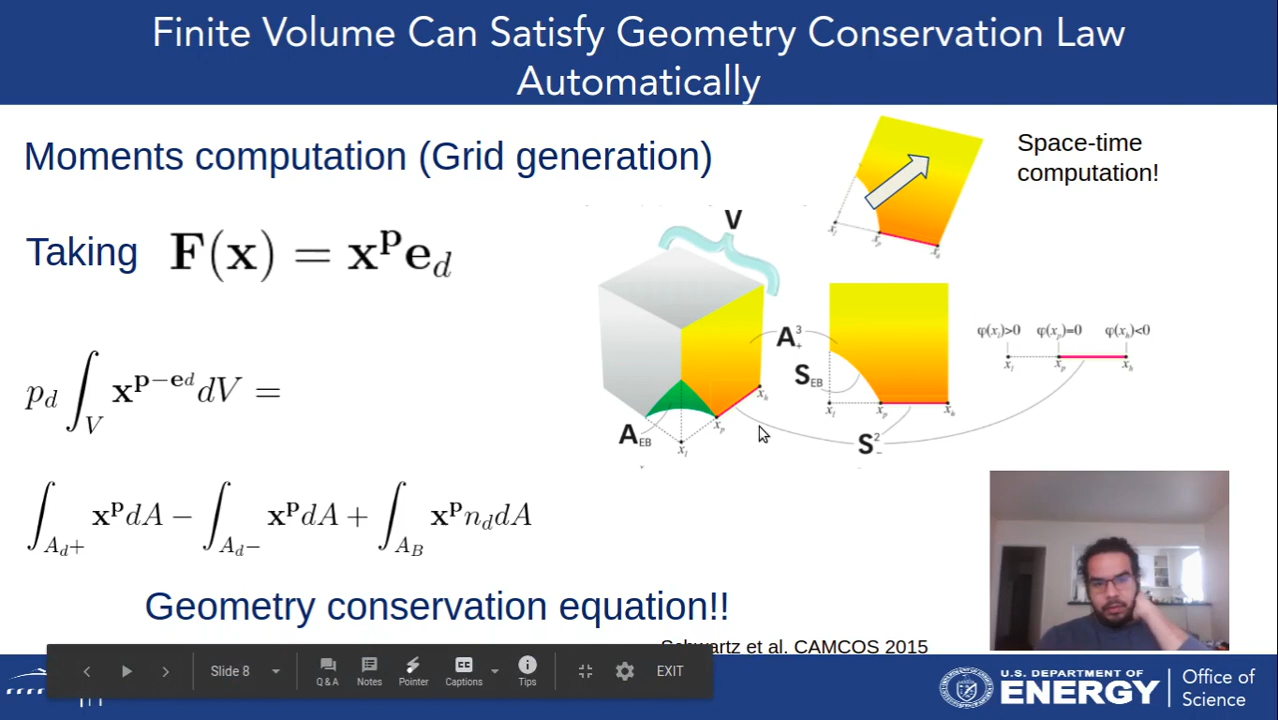 Finite Volume Can Satisfy Geometry Conservation Law
Automatically
Moments computation (Grid generation)
Space-time
computation!
Taking F(x) = x^p e_d
V
A^3_+
S_EB
A_EB
S^2_-
φ(x_l)>0 φ(x_p)=0 φ(x_h)<0
x_l x_p x_h
p_d ∫_V x^{p−e_d} dV =
∫_{A_d+} x^p dA − ∫_{A_d−} x^p dA + ∫_{A_B} x^p n_d dA
Geometry conservation equation!!
Schwartz et al. CAMCOS 2015
Slide 8
Q & A
Notes
Pointer
Captions
Tips
EXIT
U.S. DEPARTMENT OF
ENERGY
Office of
Science